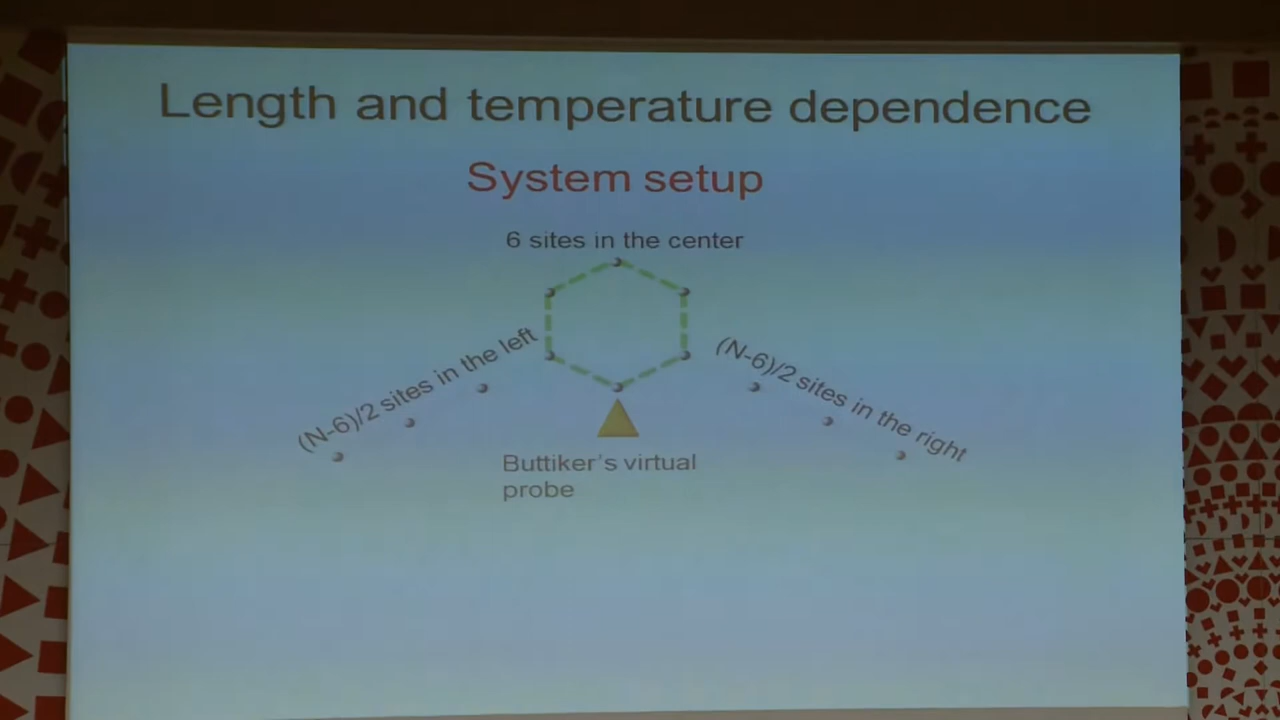 Length and temperature dependence
System setup
6 sites in the center
(N-6)/2 sites in the left
(N-6)/2 sites in the right
Buttiker's virtual
probe